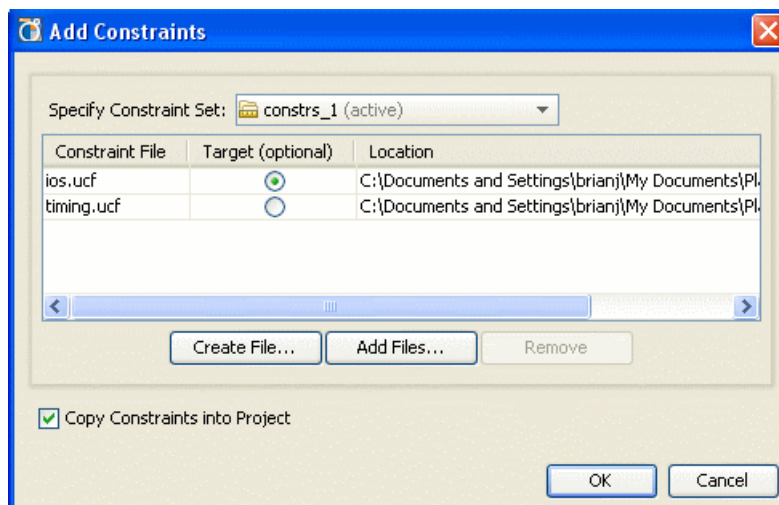 Add Constraints
Specify Constraint Set: constrs_1 (active)
Constraint File Target (optional) Location
ios.ucf C:\Documents and Settings\brianj\My Documents\Pl
timing.ucf C:\Documents and Settings\brianj\My Documents\Pl
Create File... Add Files... Remove
Copy Constraints into Project
OK Cancel